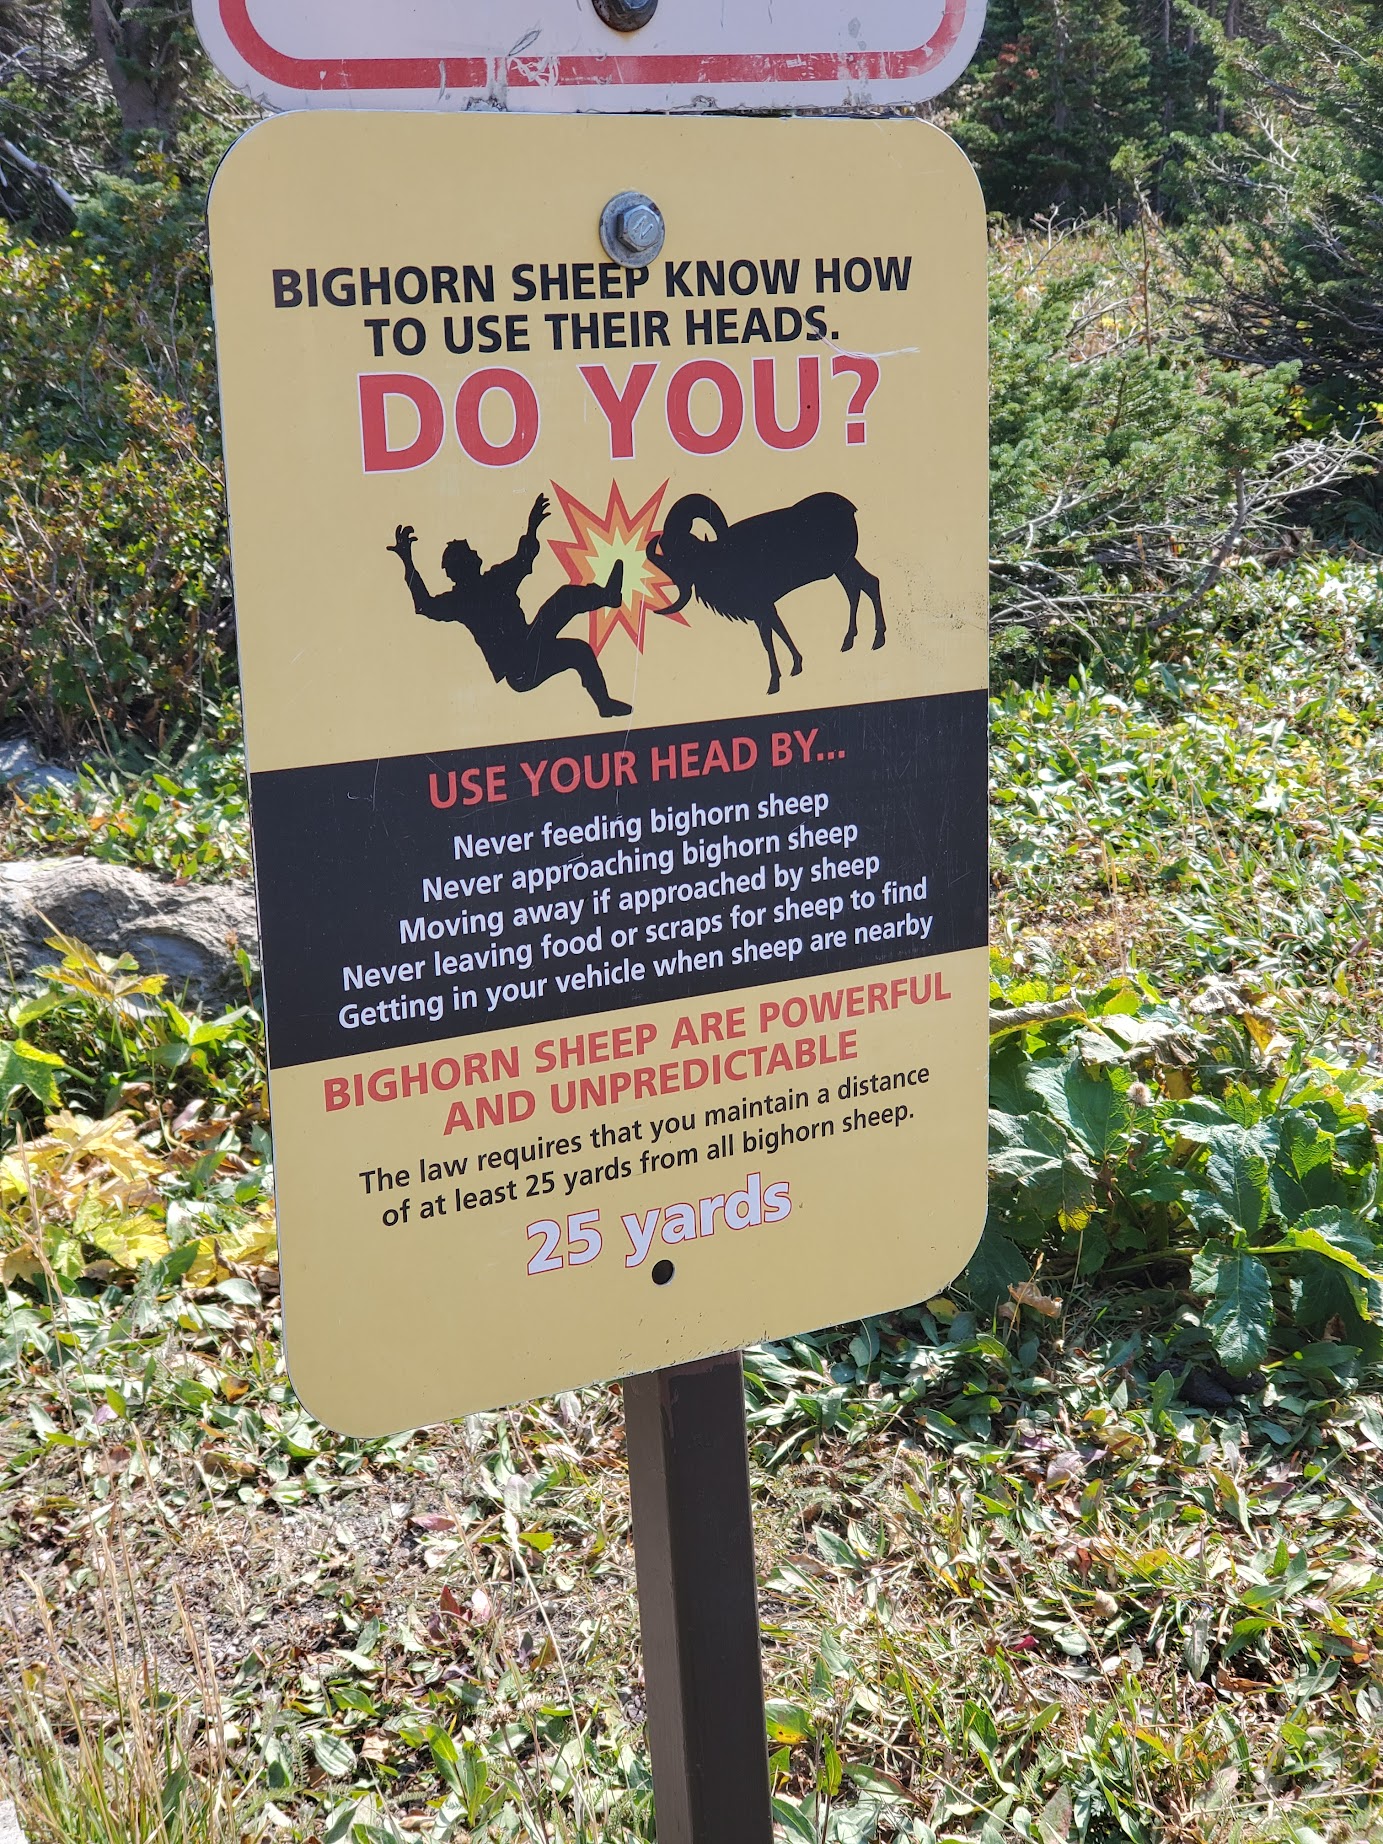 BIGHORN SHEEP KNOW HOW
TO USE THEIR HEADS.
DO YOU?
USE YOUR HEAD BY...
Never feeding bighorn sheep
Never approaching bighorn sheep
Moving away if approached by sheep
Never leaving food or scraps for sheep to find
Getting in your vehicle when sheep are nearby
BIGHORN SHEEP ARE POWERFUL
AND UNPREDICTABLE
The law requires that you maintain a distance
of at least 25 yards from all bighorn sheep.
25 yards